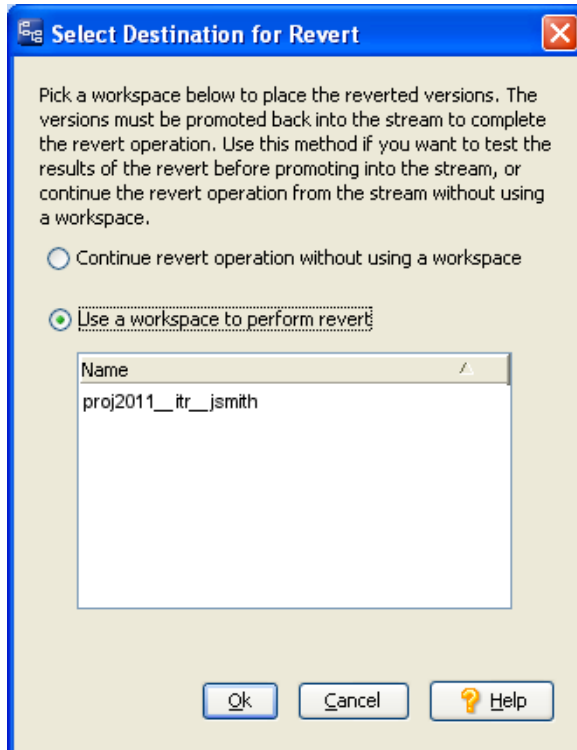 Select Destination for Revert
Pick a workspace below to place the reverted versions. The
versions must be promoted back into the stream to complete
the revert operation. Use this method if you want to test the
results of the revert before promoting into the stream, or
continue the revert operation from the stream without using
a workspace.
Continue revert operation without using a workspace
Use a workspace to perform revert
Name
proj2011__itr__jsmith
Ok
Cancel
Help